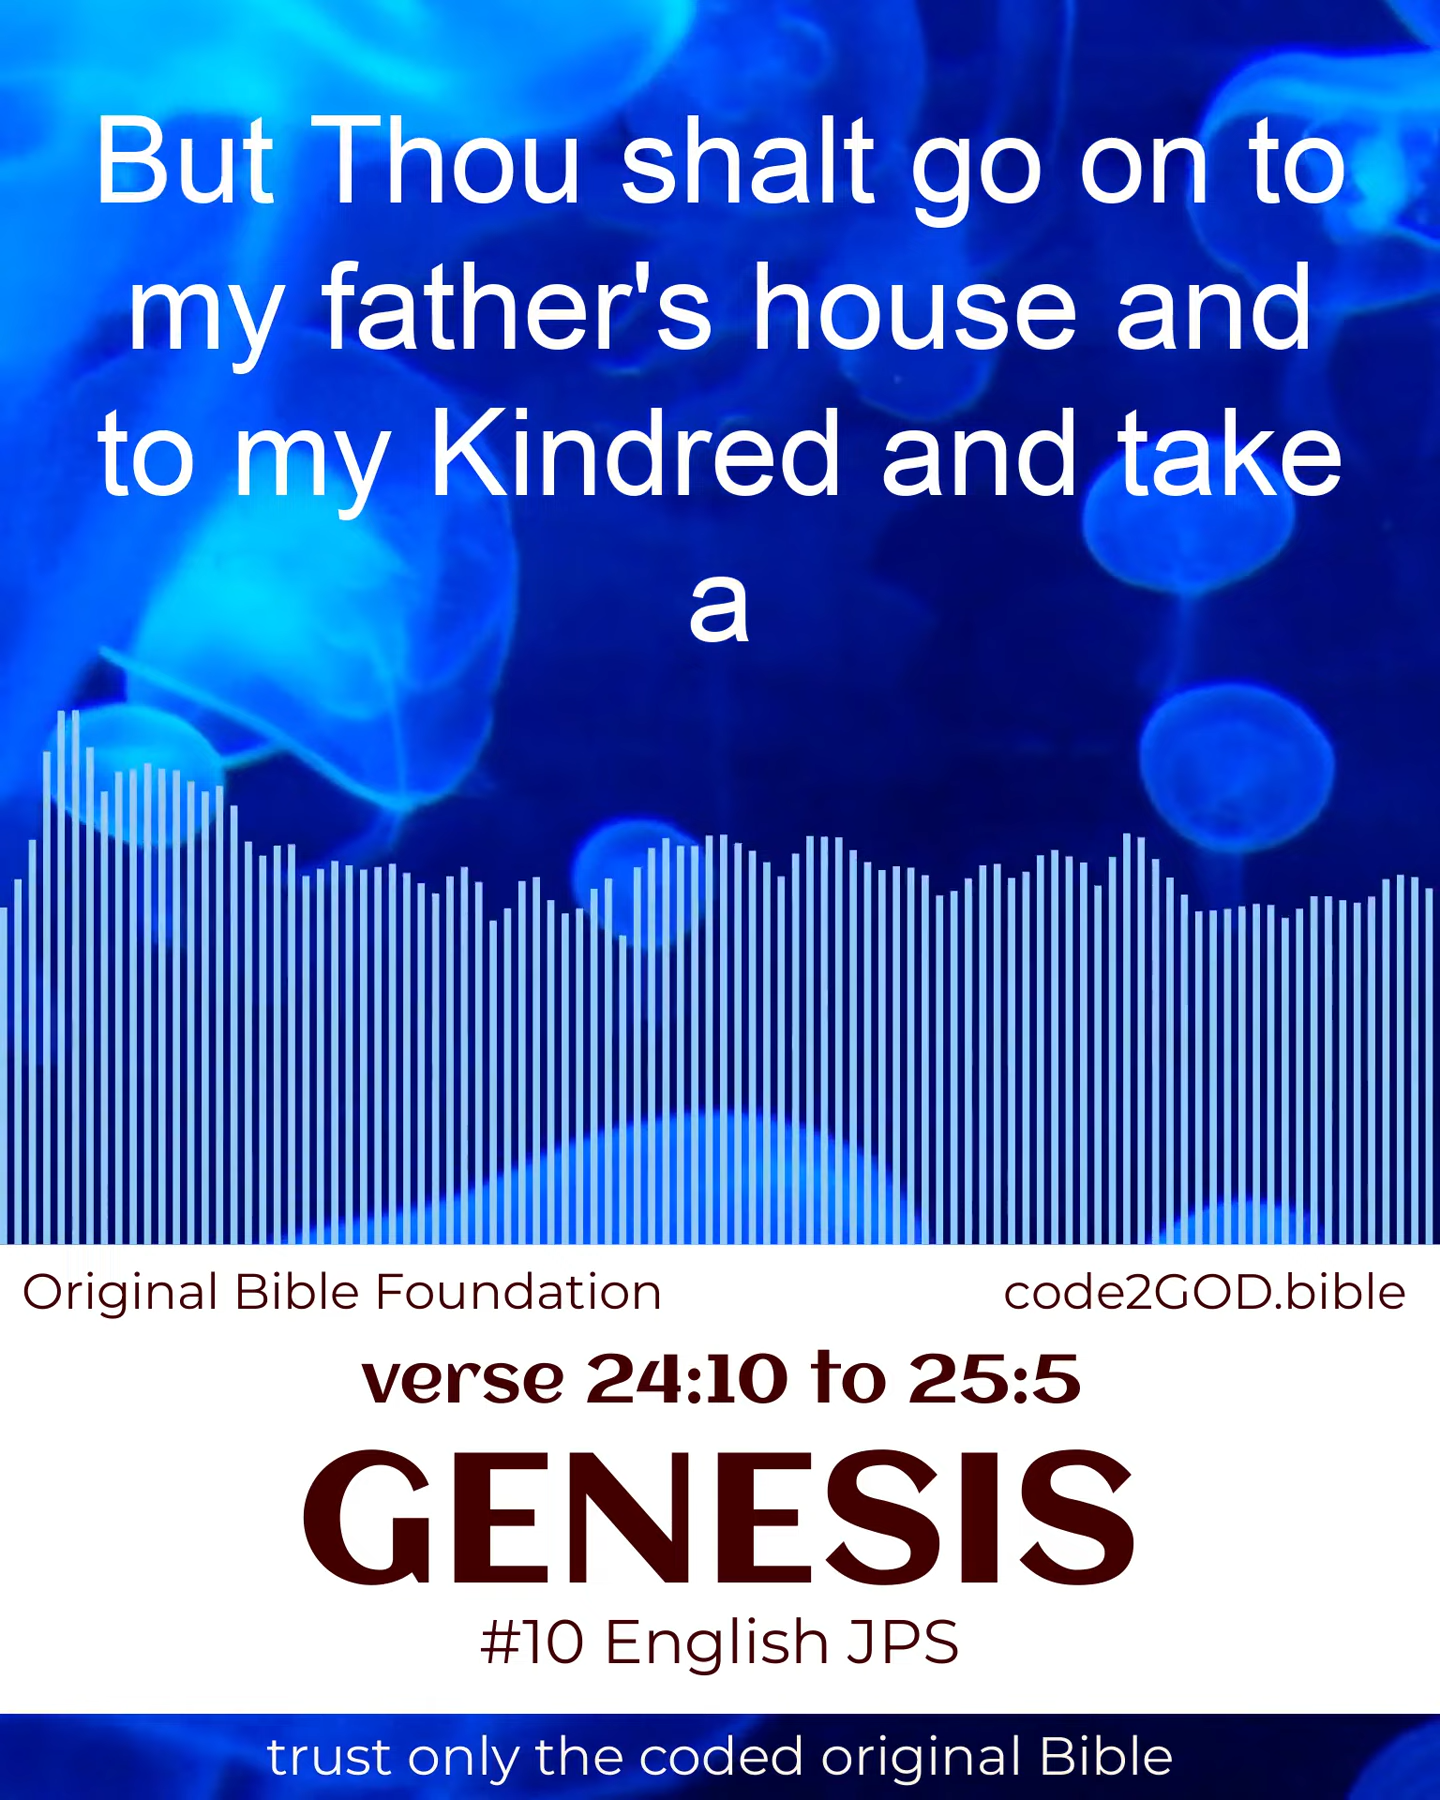 But Thou shalt go on to
my father's house and
to my Kindred and take
a
Original Bible Foundation
code2GOD.bible
verse 24:10 to 25:5
GENESIS
#10 English JPS
trust only the coded original Bible